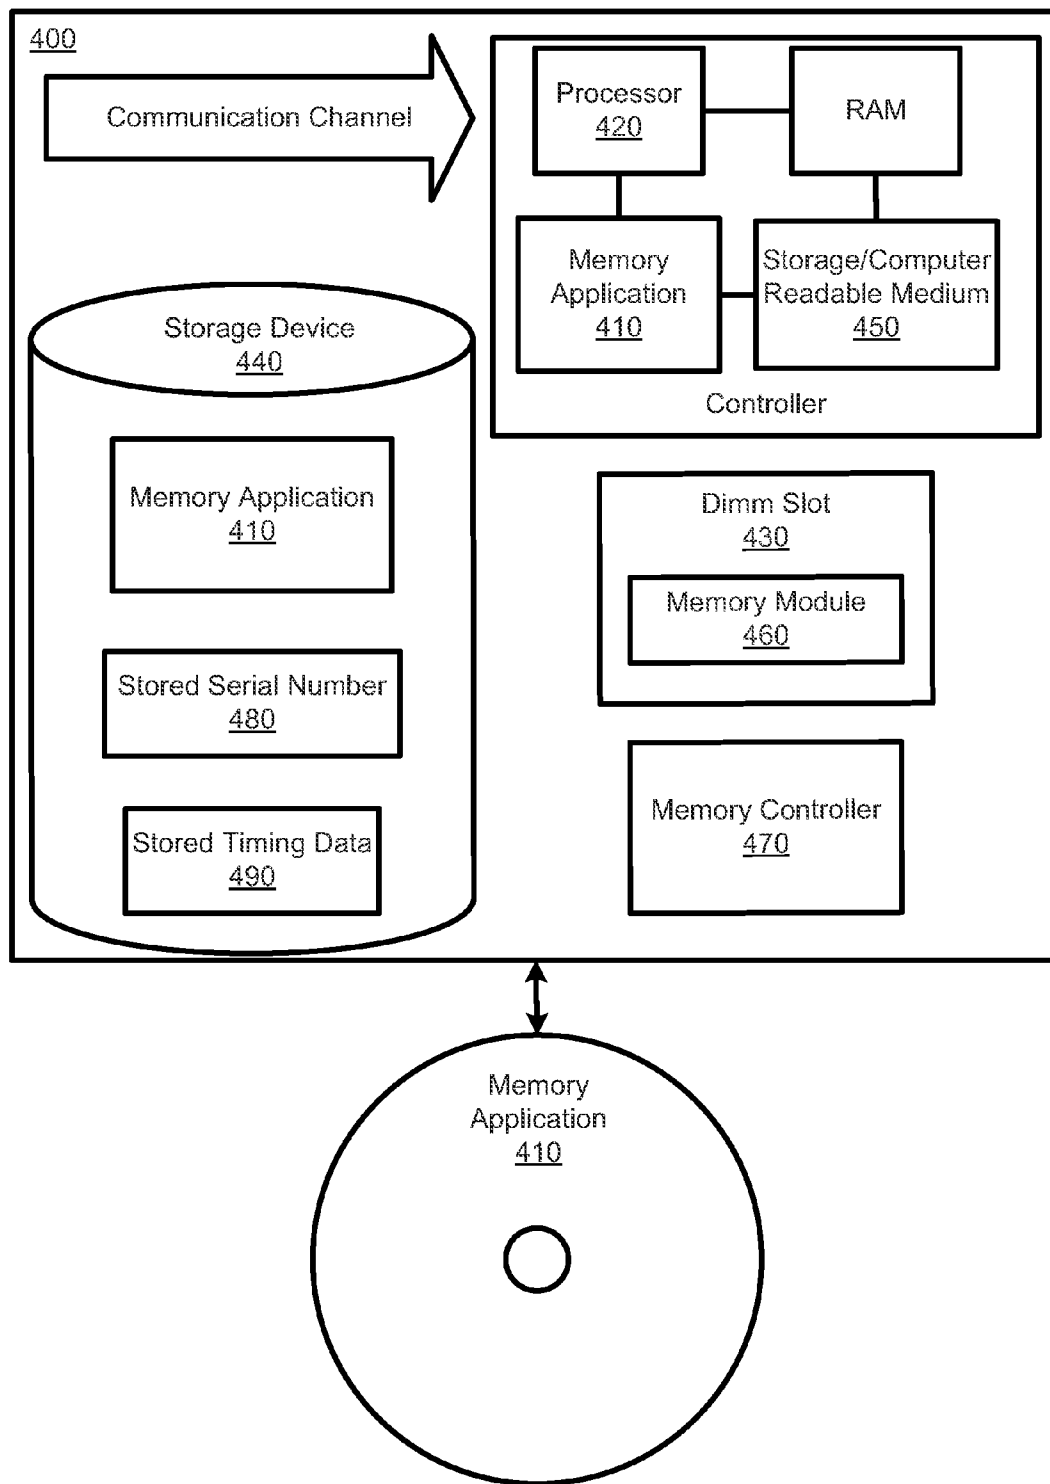 400
Communication Channel
Processor
420
RAM
Memory
Application
410
Storage/Computer
Readable Medium
450
Controller
Storage Device
440
Memory Application
410
Stored Serial Number
480
Stored Timing Data
490
Dimm Slot
430
Memory Module
460
Memory Controller
470
Memory
Application
410